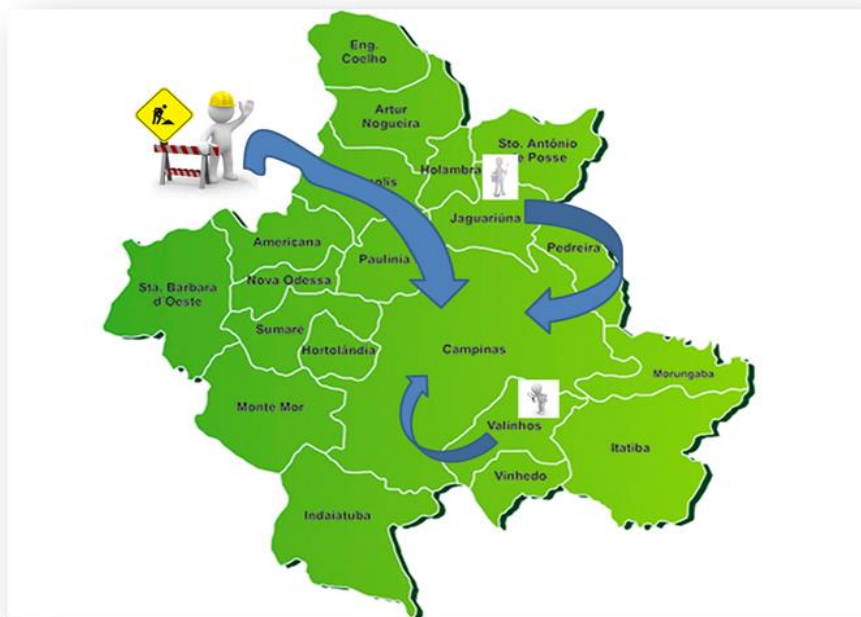 Eng.
Coelho
Artur
Nogueira
Sto. Antônio
Posse
Holambra
Jaguariúna
Pedreira
Americana
Paulínia
Nova Odessa
Sta. Bárbara
d'Oeste
Sumaré
Hortolândia
Campinas
Morungaba
Monte Mor
Valinhos
Itatiba
Vinhedo
Indaiatuba